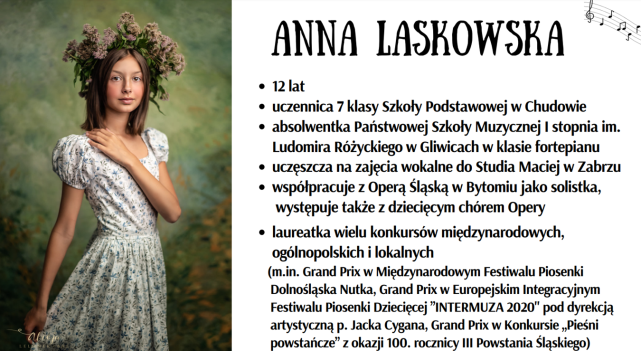 ANNA LASKOWSKA
• 12 lat
• uczennica 7 klasy Szkoły Podstawowej w Chudowie
• absolwentka Państwowej Szkoły Muzycznej I stopnia im.
Ludomira Różyckiego w Gliwicach w klasie fortepianu
• uczęszcza na zajęcia wokalne do Studia Maciej w Zabrzu
• współpracuje z Operą Śląską w Bytomiu jako solistka,
występuje także z dziecięcym chórem Opery
• laureatka wielu konkursów międzynarodowych,
ogólnopolskich i lokalnych
(m.in. Grand Prix w Międzynarodowym Festiwalu Piosenki
Dolnośląska Nutka, Grand Prix w Europejskim Integracyjnym
Festiwalu Piosenki Dziecięcej ”INTERMUZA 2020" pod dyrekcją
artystyczną p. Jacka Cygana, Grand Prix w Konkursie „Pieśni
powstańcze” z okazji 100. rocznicy III Powstania Śląskiego)